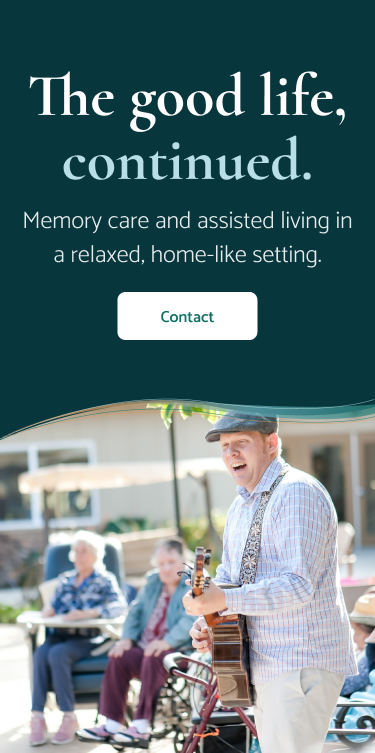 The good life,
continued.
Memory care and assisted living in
a relaxed, home-like setting.
Contact